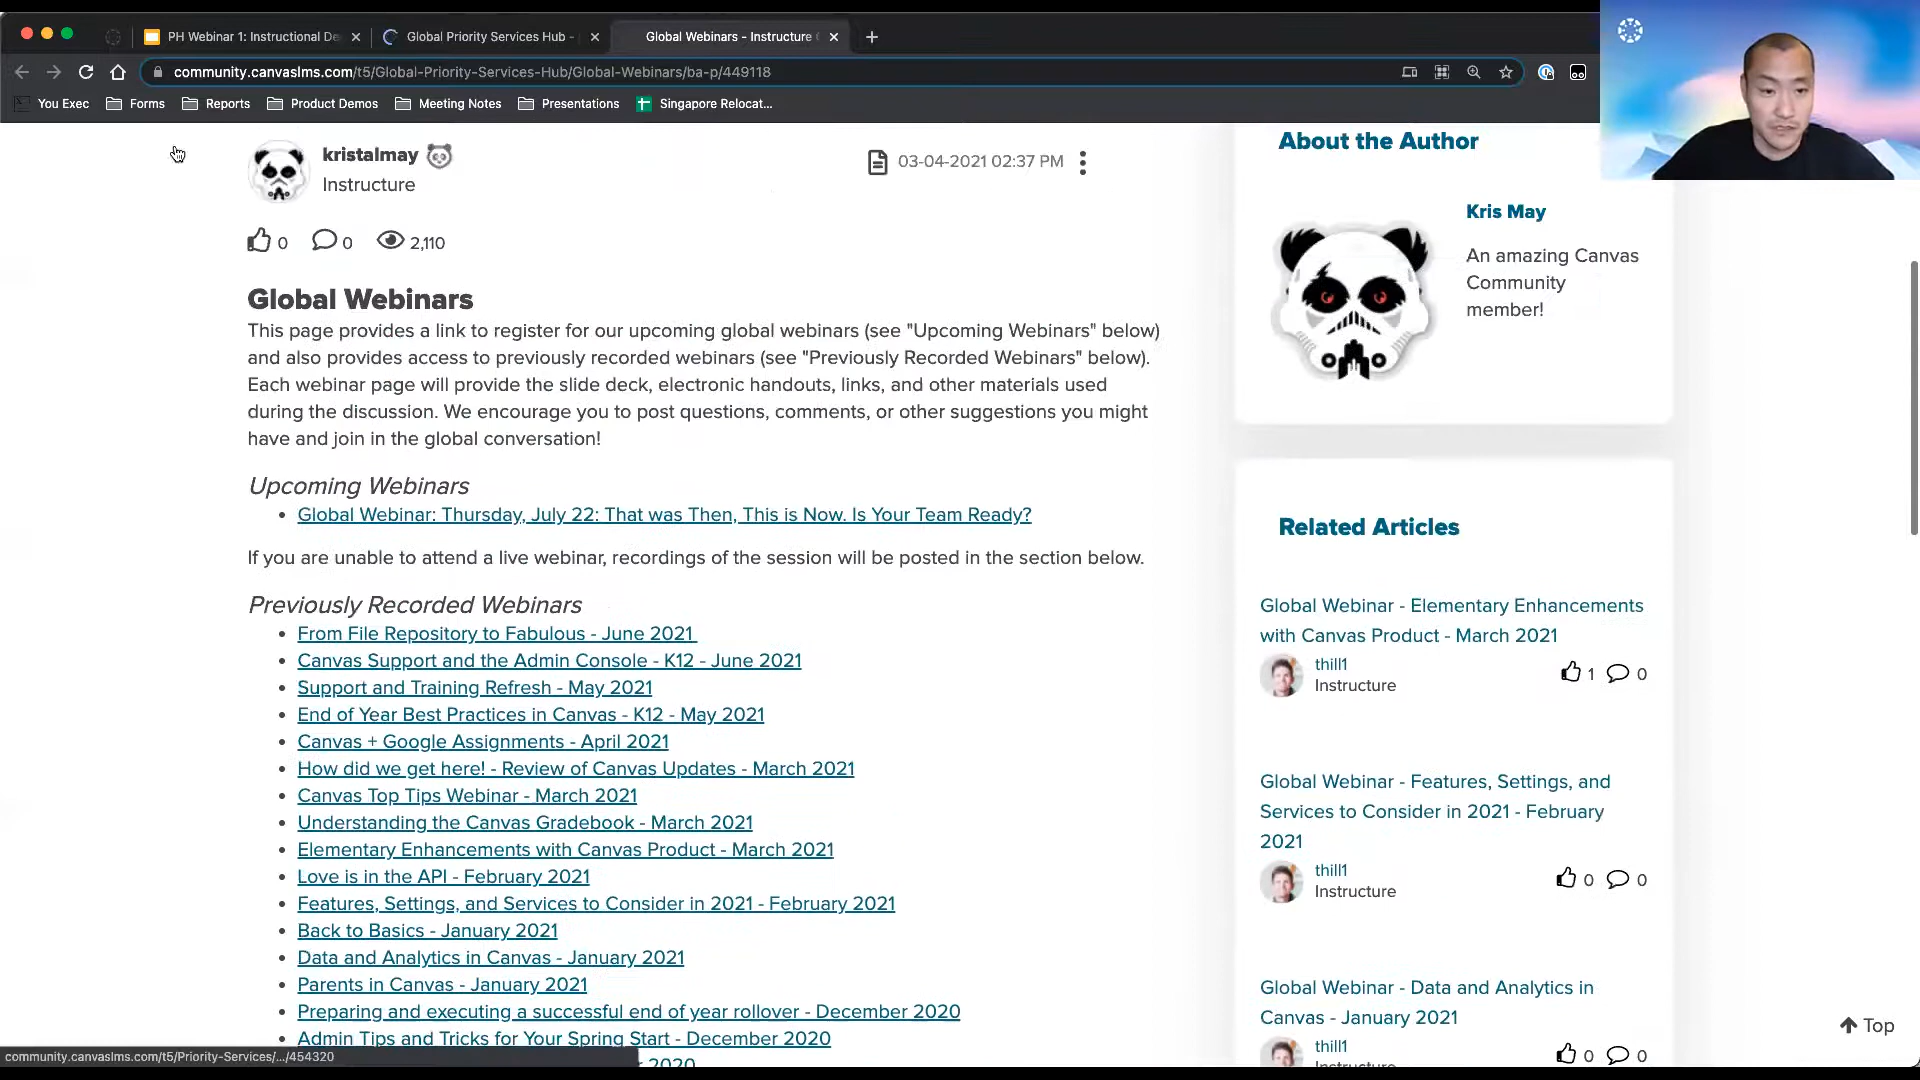 PH Webinar 1: Instructional De
Global Priority Services Hub -
Global Webinars - Instructure
community.canvaslms.com/t5/Global-Priority-Services-Hub/Global-Webinars/ba-p/449118
You Exec
Forms
Reports
Product Demos
Meeting Notes
Presentations
Singapore Relocat...
kristalmay
Instructure
03-04-2021 02:37 PM
0
0
2,110
Global Webinars
This page provides a link to register for our upcoming global webinars (see "Upcoming Webinars" below)
and also provides access to previously recorded webinars (see "Previously Recorded Webinars" below).
Each webinar page will provide the slide deck, electronic handouts, links, and other materials used
during the discussion. We encourage you to post questions, comments, or other suggestions you might
have and join in the global conversation!
Upcoming Webinars
Global Webinar: Thursday, July 22: That was Then, This is Now. Is Your Team Ready?
If you are unable to attend a live webinar, recordings of the session will be posted in the section below.
Previously Recorded Webinars
From File Repository to Fabulous - June 2021
Canvas Support and the Admin Console - K12 - June 2021
Support and Training Refresh - May 2021
End of Year Best Practices in Canvas - K12 - May 2021
Canvas + Google Assignments - April 2021
How did we get here! - Review of Canvas Updates - March 2021
Canvas Top Tips Webinar - March 2021
Understanding the Canvas Gradebook - March 2021
Elementary Enhancements with Canvas Product - March 2021
Love is in the API - February 2021
Features, Settings, and Services to Consider in 2021 - February 2021
Back to Basics - January 2021
Data and Analytics in Canvas - January 2021
Parents in Canvas - January 2021
Preparing and executing a successful end of year rollover - December 2020
Admin Tips and Tricks for Your Spring Start - December 2020
2020
community.canvaslms.com/t5/Priority-Services/.../454320
About the Author
Kris May
An amazing Canvas
Community
member!
Related Articles
Global Webinar - Elementary Enhancements
with Canvas Product - March 2021
thill1
Instructure
1
0
Global Webinar - Features, Settings, and
Services to Consider in 2021 - February
2021
thill1
Instructure
0
0
Global Webinar - Data and Analytics in
Canvas - January 2021
thill1
Instructure
0
0
Top